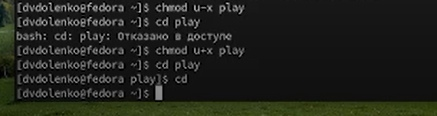 [dvdolenko@fedora ~]$ chmod u-x play
[dvdolenko@fedora ~]$ cd play
bash: cd: play: Отказано в доступе
[dvdolenko@fedora ~]$ chmod u+x play
[dvdolenko@fedora ~]$ cd play
[dvdolenko@fedora play]$ cd
[dvdolenko@fedora ~]$